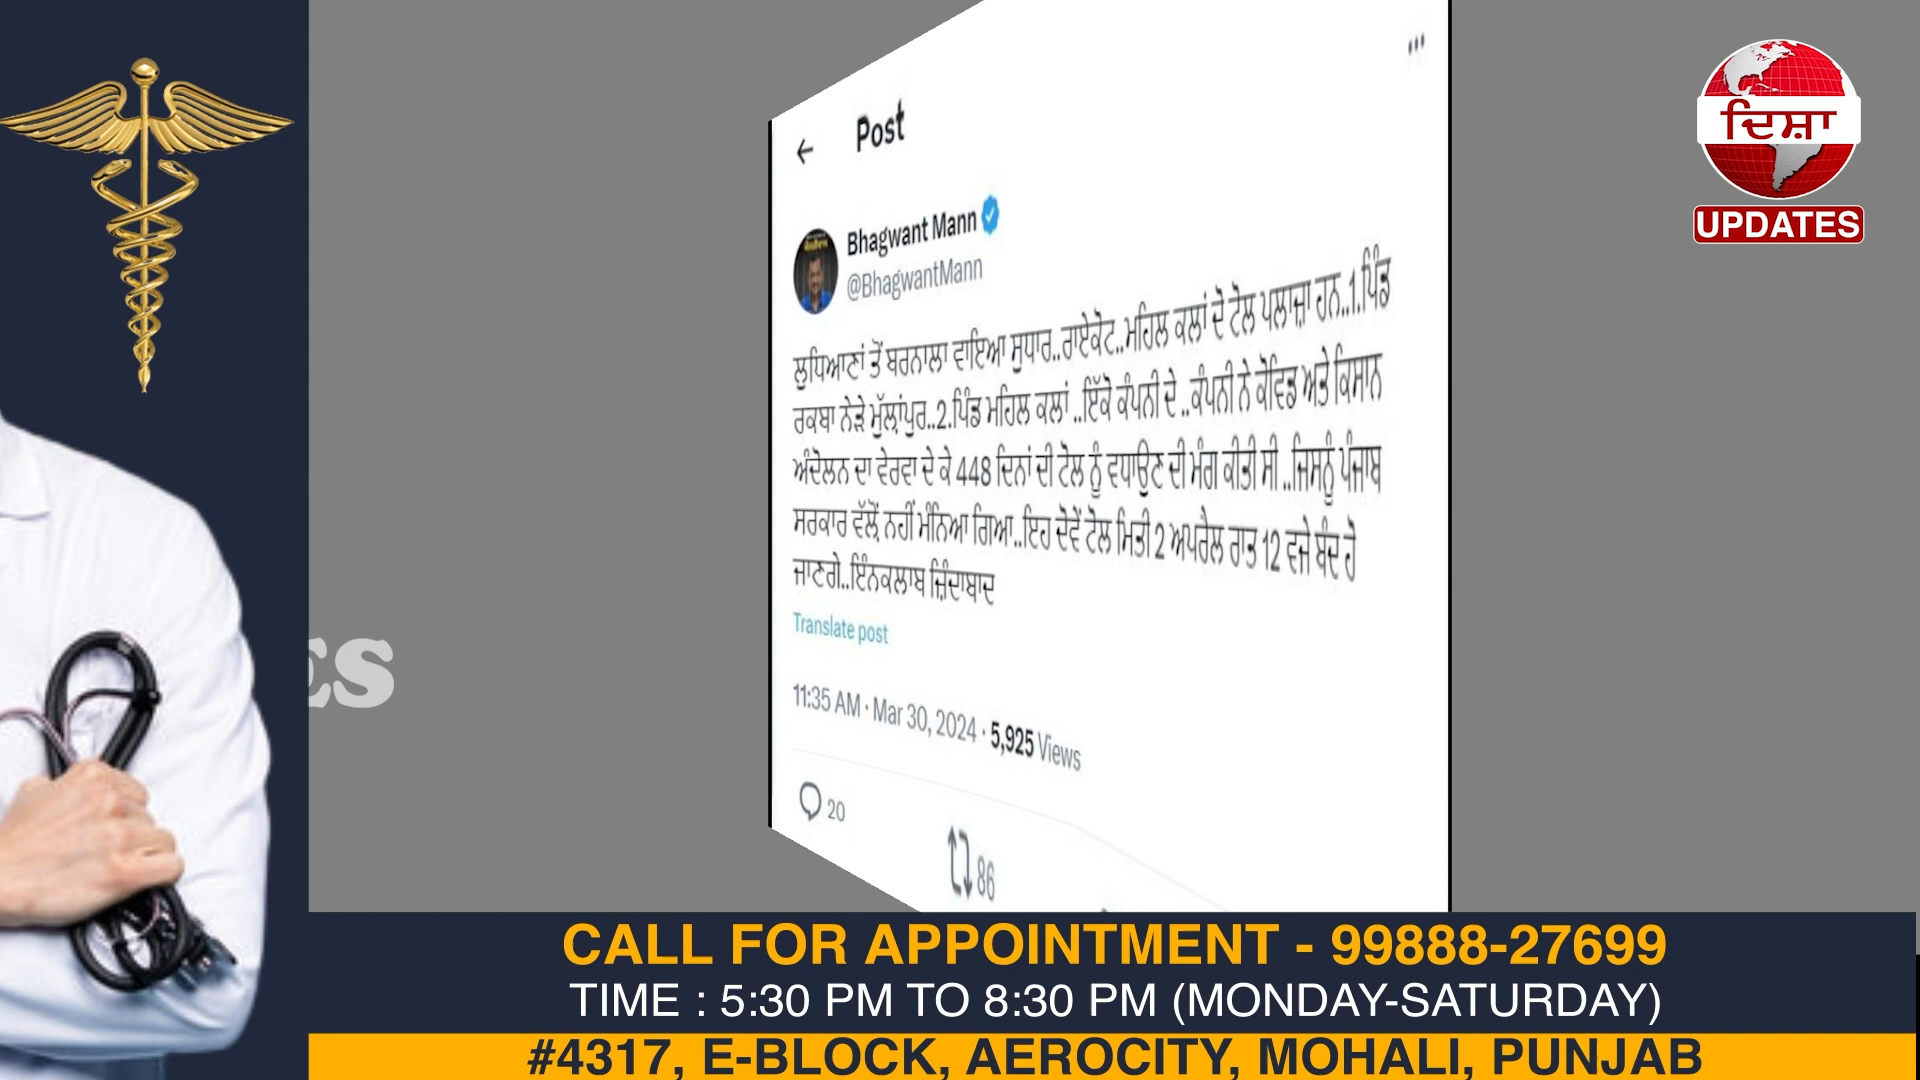 Post
Bhagwant Mann
@BhagwantMann
ਲੁਧਿਆਣਾਂ ਤੋਂ ਬਰਨਾਲਾ ਵਾਇਆ ਸੁਧਾਰ..ਰਾਏਕੋਟ..ਮਹਿਲ ਕਲਾਂ ਦੋ ਟੋਲ ਪਲਾਜ਼ਾ ਹਨ..1.ਪਿੰਡ
ਰਕਬਾ ਨੇੜੇ ਮੁੱਲਾਂਪੁਰ..2.ਪਿੰਡ ਮਹਿਲ ਕਲਾਂ ..ਇੱਕੋ ਕੰਪਨੀ ਦੇ ..ਕੰਪਨੀ ਨੇ ਕੋਵਿਡ ਅਤੇ ਕਿਸਾਨ
ਅੰਦੋਲਨ ਦਾ ਵੇਰਵਾ ਦੇ ਕੇ 448 ਦਿਨਾਂ ਦੀ ਟੋਲ ਨੂੰ ਵਧਾਉਣ ਦੀ ਮੰਗ ਕੀਤੀ ਸੀ ..ਜਿਸਨੂੰ ਪੰਜਾਬ
ਸਰਕਾਰ ਵੱਲੋਂ ਨਹੀਂ ਮੰਨਿਆ ਗਿਆ..ਇਹ ਦੋਵੇਂ ਟੋਲ ਮਿਤੀ 2 ਅਪਰੈਲ ਰਾਤ 12 ਵਜੇ ਬੰਦ ਹੋ
ਜਾਣਗੇ..ਇੰਨਕਲਾਬ ਜ਼ਿੰਦਾਬਾਦ
Translate post
11:35 AM · Mar 30, 2024 · 5,925 Views
20
86
ਦਿਸ਼ਾ
UPDATES
ES
CALL FOR APPOINTMENT - 99888-27699
TIME : 5:30 PM TO 8:30 PM (MONDAY-SATURDAY)
#4317, E-BLOCK, AEROCITY, MOHALI, PUNJAB